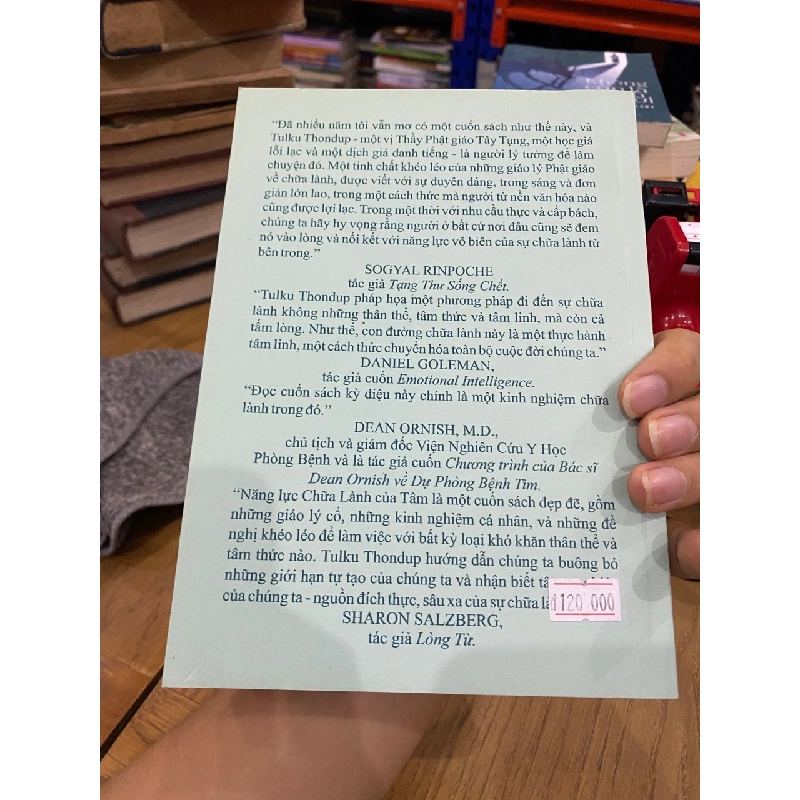 “Đã nhiều năm tôi vẫn mơ có một cuốn sách như thế này, và
Tulku Thondup - một vị Thầy Phật giáo Tây Tạng, một học giả
lỗi lạc và một dịch giả danh tiếng - là người lý tưởng để làm
chuyện đó. Một tinh chất khéo léo của những giáo lý Phật giáo
về chữa lành, được viết với sự duyên dáng, trong sáng và đơn
giản lớn lao, trong một cách thức mà người từ nền văn hóa nào
cũng được lợi lạc. Trong một thời với nhu cầu thực và cấp bách,
chúng ta hãy hy vọng rằng người ở bất cứ nơi đâu cũng sẽ đem
nó vào lòng và nối kết với năng lực vô biên của sự chữa lành từ
bên trong.”
SOGYAL RINPOCHE
tác giả Tạng Thư Sống Chết.
“Tulku Thondup pháp họa một phương pháp đi đến sự chữa
lành không những thân thể, tâm thức và tâm linh, mà còn cả
tấm lòng. Như thế, con đường chữa lành này là một thực hành
tâm linh, một cách thức chuyển hóa toàn bộ cuộc đời chúng ta.”
DANIEL GOLEMAN,
tác giả cuốn Emotional Intelligence.
“Đọc cuốn sách kỳ diệu này chính là một kinh nghiệm chữa
lành trong đó.”
DEAN ORNISH, M.D.,
chủ tịch và giám đốc Viện Nghiên Cứu Y Học
Phòng Bệnh và là tác giả cuốn Chương trình của Bác sĩ
Dean Ornish về Dự Phòng Bệnh Tim.
“Năng lực Chữa Lành của Tâm là một cuốn sách đẹp đẽ, gồm
những giáo lý cổ, những kinh nghiệm cá nhân, và những đề
nghị khéo léo để làm việc với bất kỳ loại khó khăn thân thể và
tâm thức nào. Tulku Thondup hướng dẫn chúng ta buông bỏ
những giới hạn tự tạo của chúng ta và nhận biết
của chúng ta - nguồn đích thực, sâu xa của sự chữa
120 000
SHARON SALZBERG,
tác giả Lòng Từ.